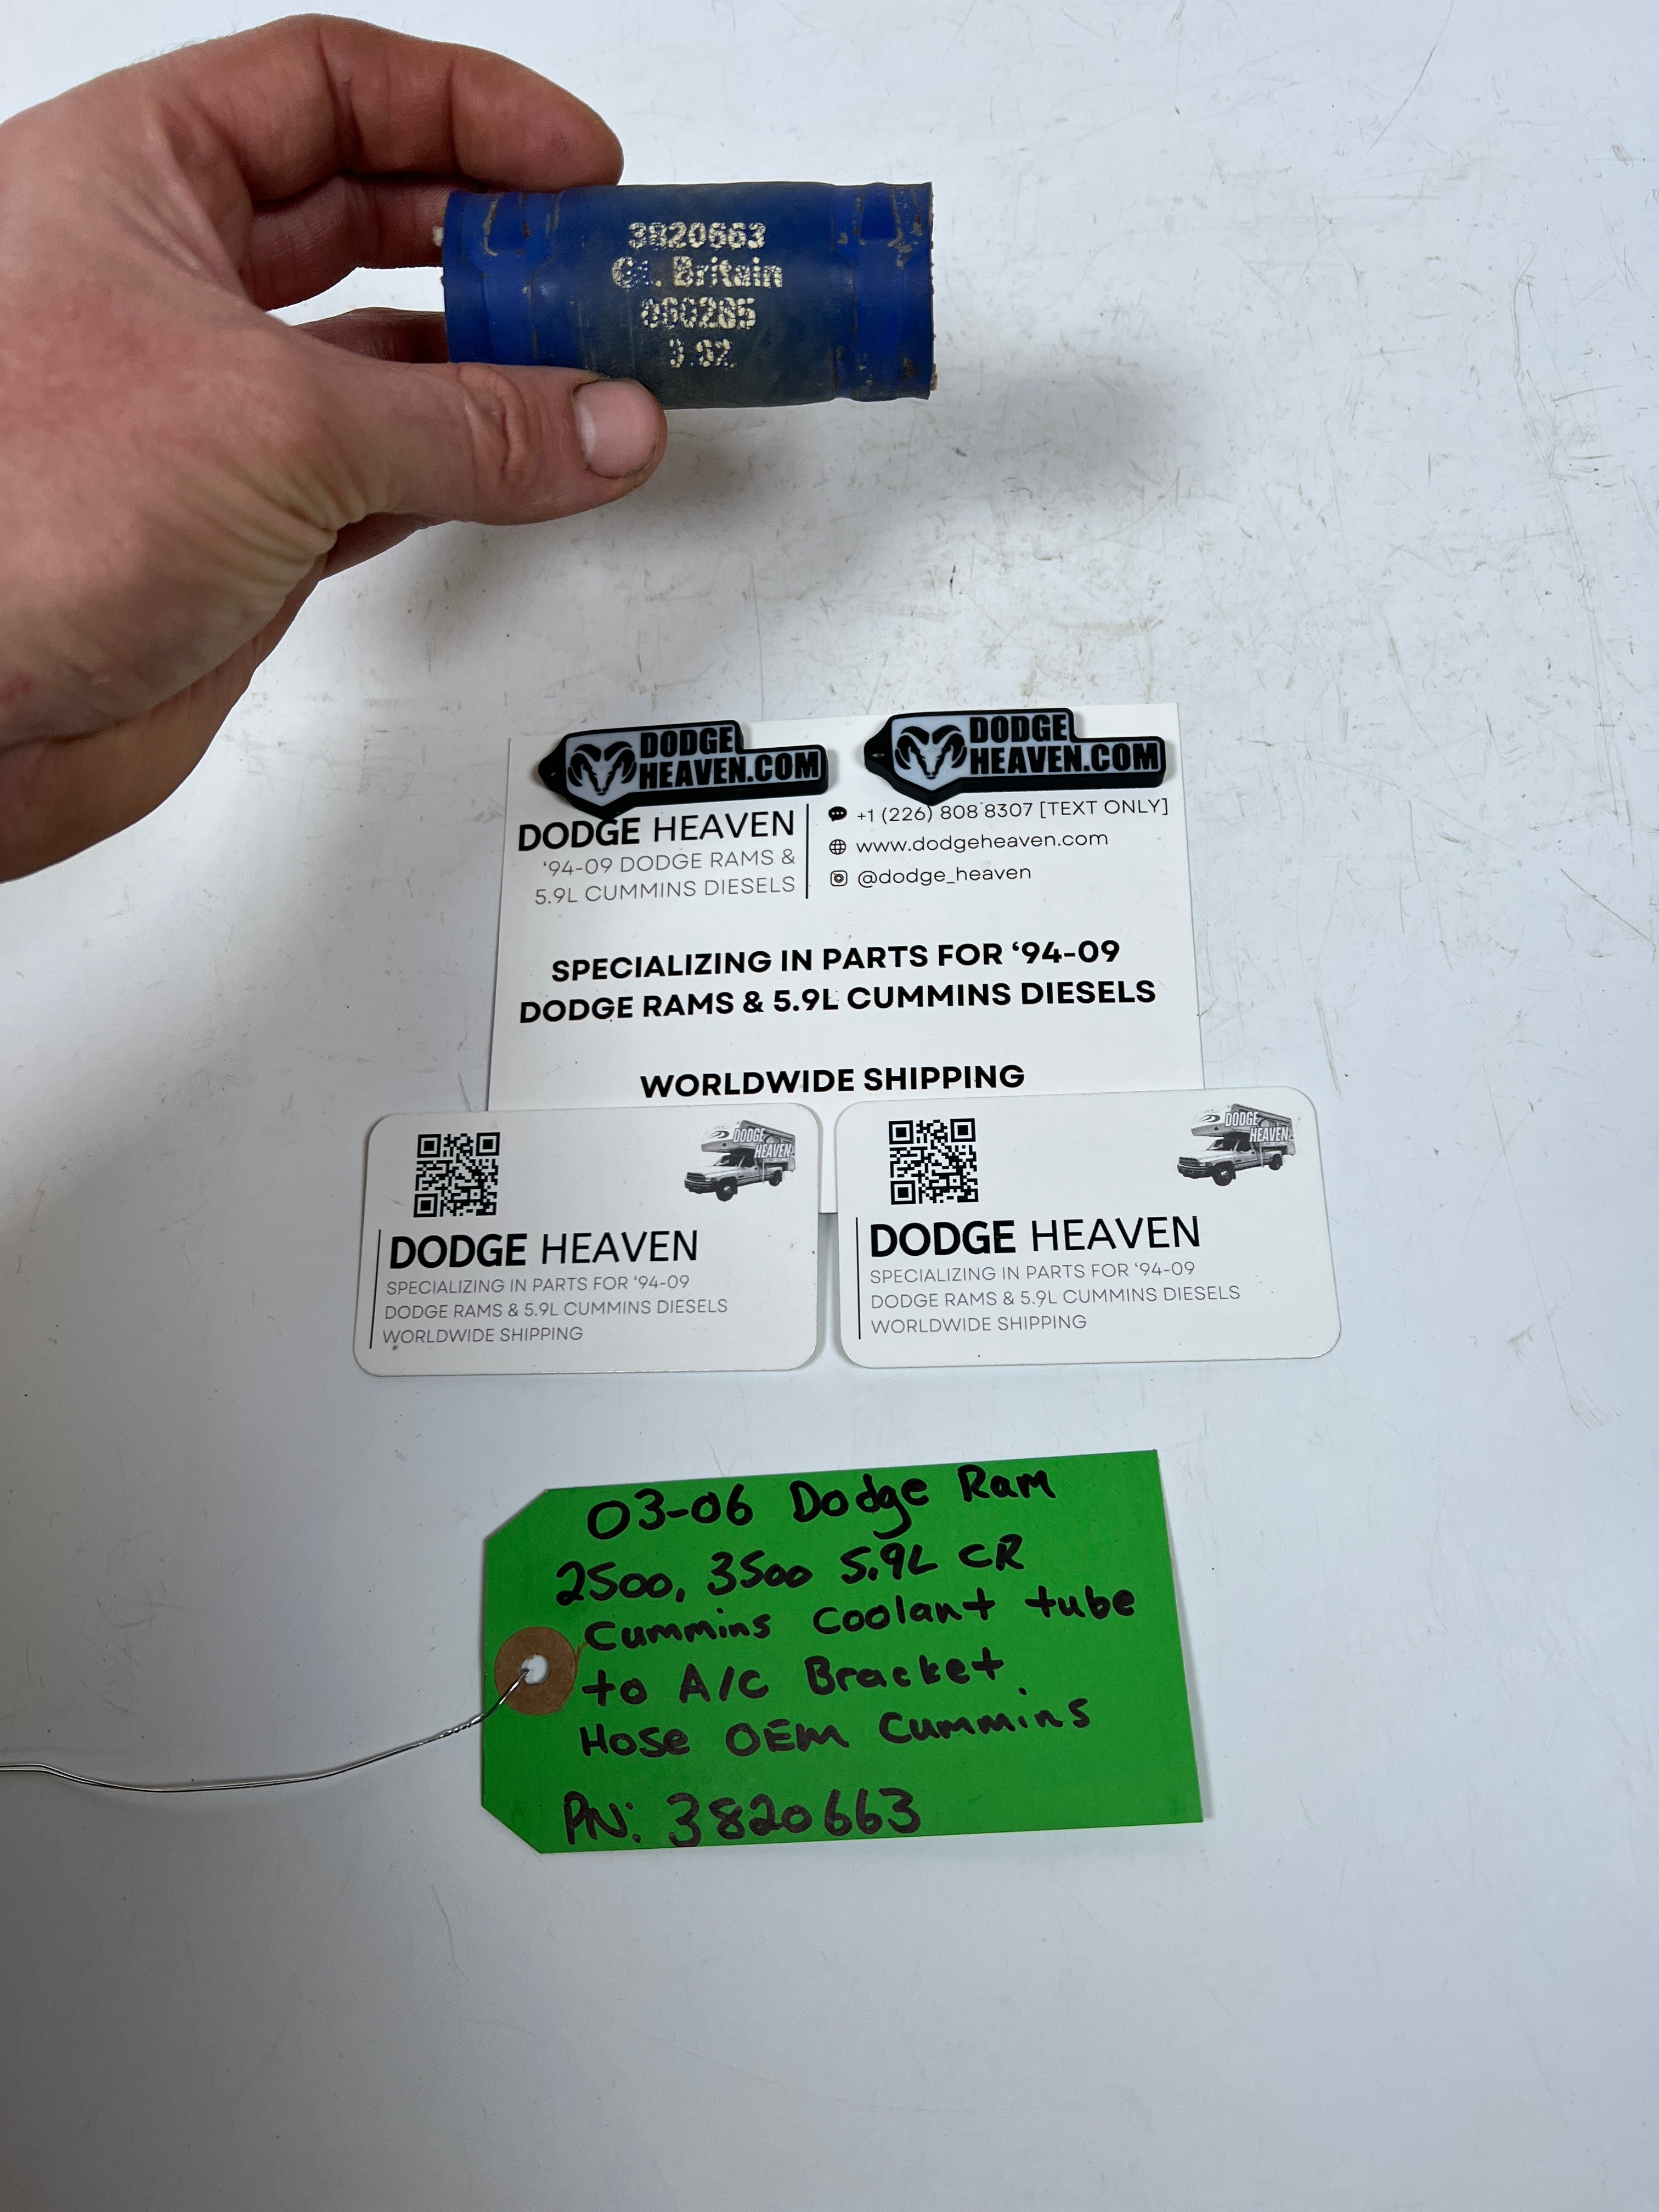 3820663
Gt. Britain
060285
3.92
DODGE
HEAVEN.COM
DODGE
HEAVEN.COM
DODGE HEAVEN
‘94-09 DODGE RAMS &
5.9L CUMMINS DIESELS
+1 (226) 808 8307 [TEXT ONLY]
www.dodgeheaven.com
@dodge_heaven
SPECIALIZING IN PARTS FOR ‘94-09
DODGE RAMS & 5.9L CUMMINS DIESELS
WORLDWIDE SHIPPING
DODGE
HEAVEN
DODGE HEAVEN
SPECIALIZING IN PARTS FOR ‘94-09
DODGE RAMS & 5.9L CUMMINS DIESELS
WORLDWIDE SHIPPING
DODGE
HEAVEN
DODGE HEAVEN
SPECIALIZING IN PARTS FOR ‘94-09
DODGE RAMS & 5.9L CUMMINS DIESELS
WORLDWIDE SHIPPING
03-06 Dodge Ram
2500, 3500 5.9L CR
Cummins Coolant tube
to A/C Bracket
Hose OEM Cummins
PN: 3820663